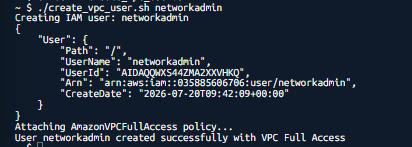 ~ $ ./create_vpc_user.sh networkadmin
Creating IAM user: networkadmin
{
    "User": {
        "Path": "/",
        "UserName": "networkadmin",
        "UserId": "AIDAQQWXS44ZMA2XXVHKQ",
        "Arn": "arn:aws:iam::035885606706:user/networkadmin",
        "CreateDate": "2026-07-20T09:42:09+00:00"
    }
}
Attaching AmazonVPCFullAccess policy...
User networkadmin created successfully with VPC Full Access
~ $